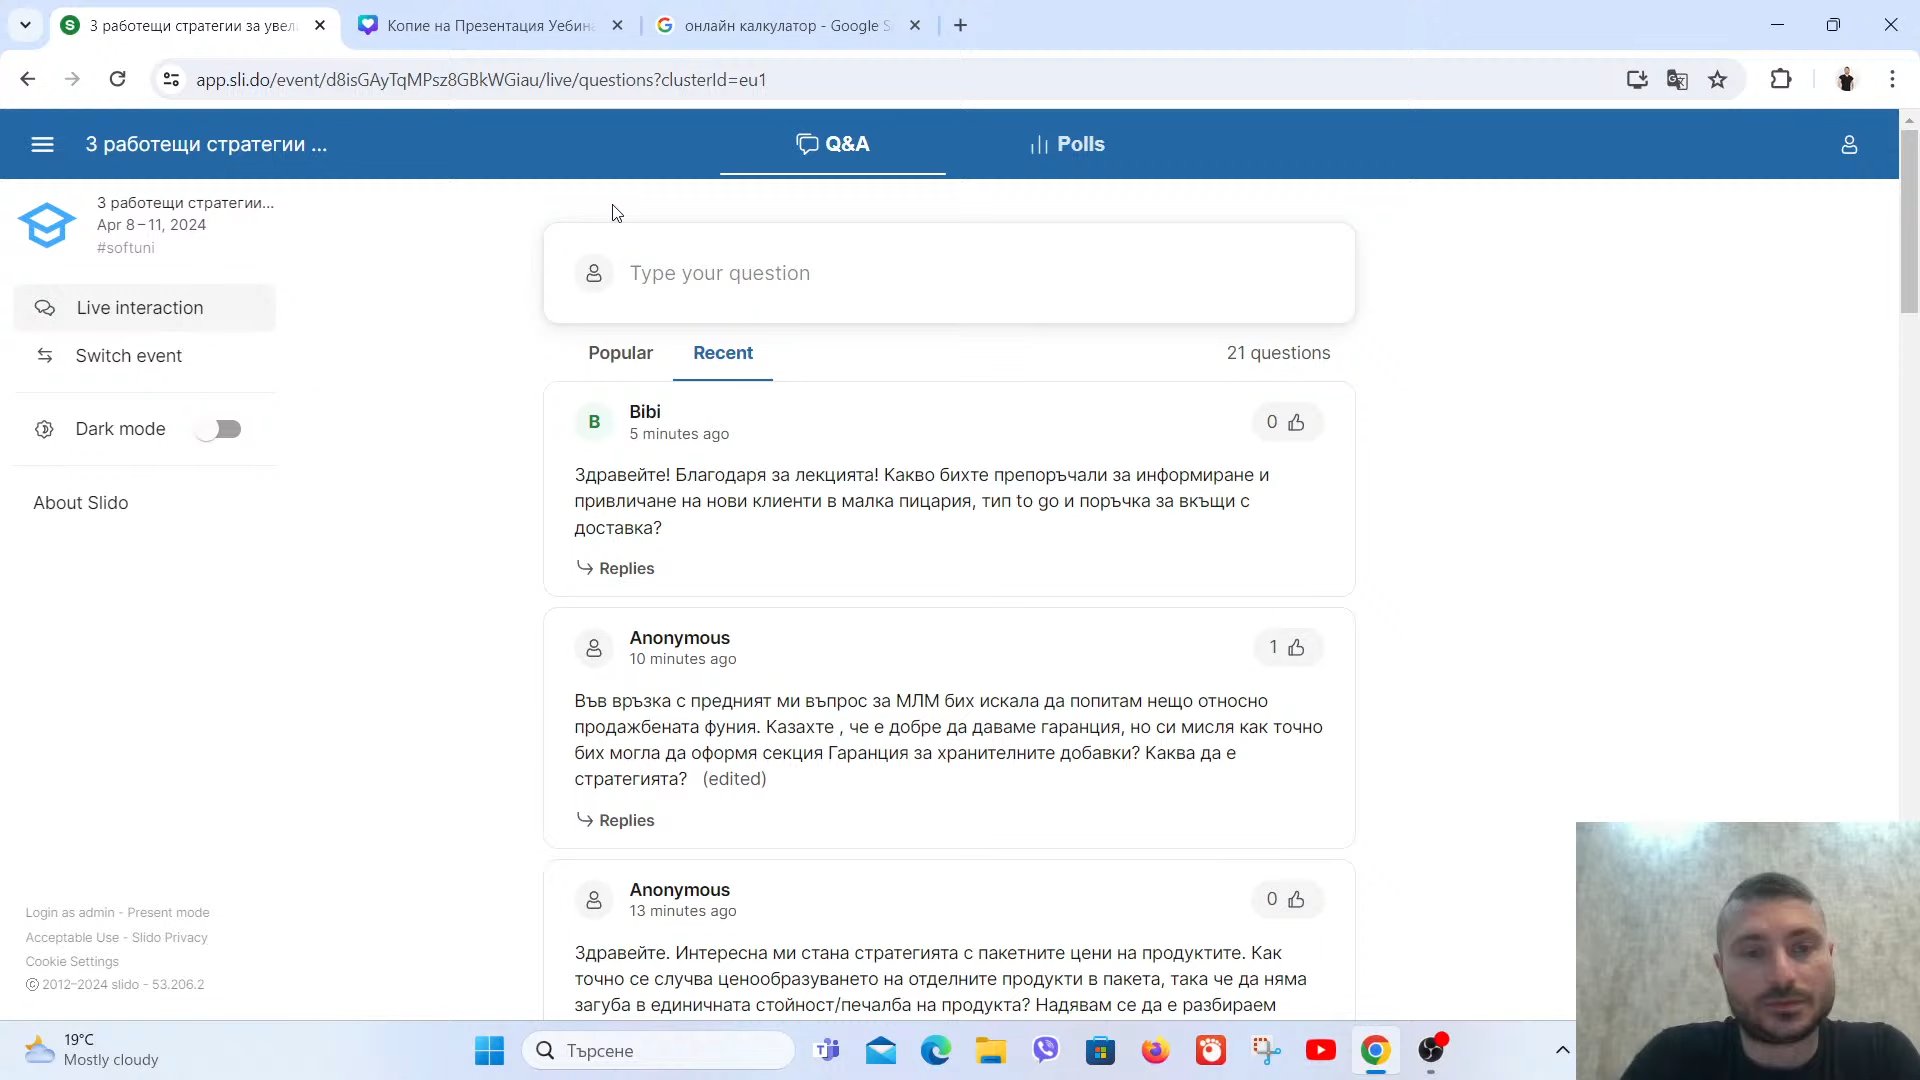 3 работещи стратегии за увел
Копие на Презентация Уебина
онлайн калкулатор - Google S
app.sli.do/event/d8isGAyTqMPsz8GBkWGiau/live/questions?clusterId=eu1
3 работещи стратегии ...
Q&A
Polls
3 работещи стратегии...
Apr 8 – 11, 2024
#softuni
Live interaction
Switch event
Dark mode
About Slido
Type your question
Popular
Recent
21 questions
B
Bibi
5 minutes ago
0
Здравейте! Благодаря за лекцията! Какво бихте препоръчали за информиране и
привличане на нови клиенти в малка пицария, тип to go и поръчка за вкъщи с
доставка?
Replies
Anonymous
10 minutes ago
1
Във връзка с предният ми въпрос за МЛМ бих искала да попитам нещо относно
продажбената фуния. Казахте , че е добре да даваме гаранция, но си мисля как точно
бих могла да оформя секция Гаранция за хранителните добавки? Каква да е
стратегията? (edited)
Replies
Anonymous
13 minutes ago
0
Здравейте. Интересна ми стана стратегията с пакетните цени на продуктите. Как
точно се случва ценообразуването на отделните продукти в пакета, така че да няма
загуба в единичната стойност/печалба на продукта? Надявам се да е разбираем
Login as admin - Present mode
Acceptable Use - Slido Privacy
Cookie Settings
© 2012–2024 slido - 53.206.2
19°C
Mostly cloudy
Търсене